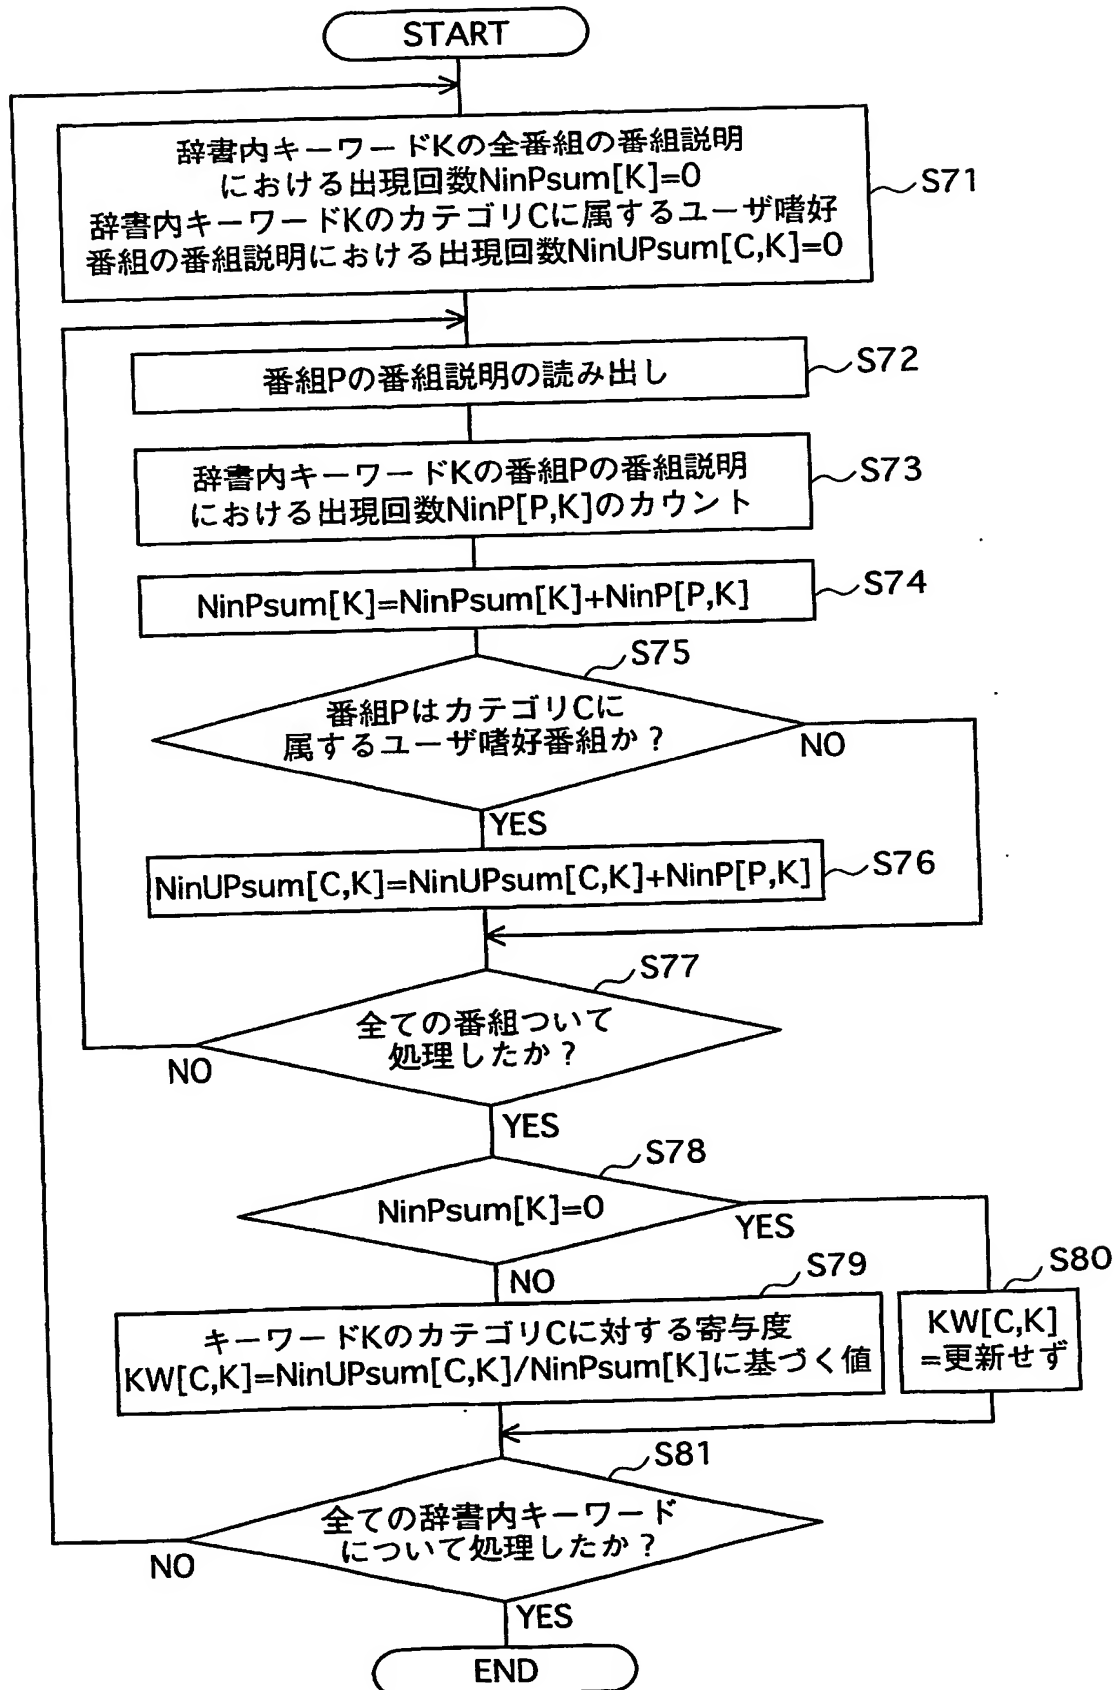 START
辞書内キーワードKの全番組の番組説明
における出現回数NinPsum[K]=0
辞書内キーワードKのカテゴリCに属するユーザ嗜好
番組の番組説明における出現回数NinUPsum[C,K]=0
S71
番組Pの番組説明の読み出し
S72
辞書内キーワードKの番組Pの番組説明
における出現回数NinP[P,K]のカウント
S73
NinPsum[K]=NinPsum[K]+NinP[P,K]
S74
S75
番組PはカテゴリCに
属するユーザ嗜好番組か?
NO
YES
NinUPsum[C,K]=NinUPsum[C,K]+NinP[P,K]
S76
S77
全ての番組ついて
処理したか?
NO
YES
S78
NinPsum[K]=0
YES
NO
S79
キーワードKのカテゴリCに対する寄与度
KW[C,K]=NinUPsum[C,K]/NinPsum[K]に基づく値
S80
KW[C,K]
=更新せず
S81
全ての辞書内キーワード
について処理したか?
NO
YES
END